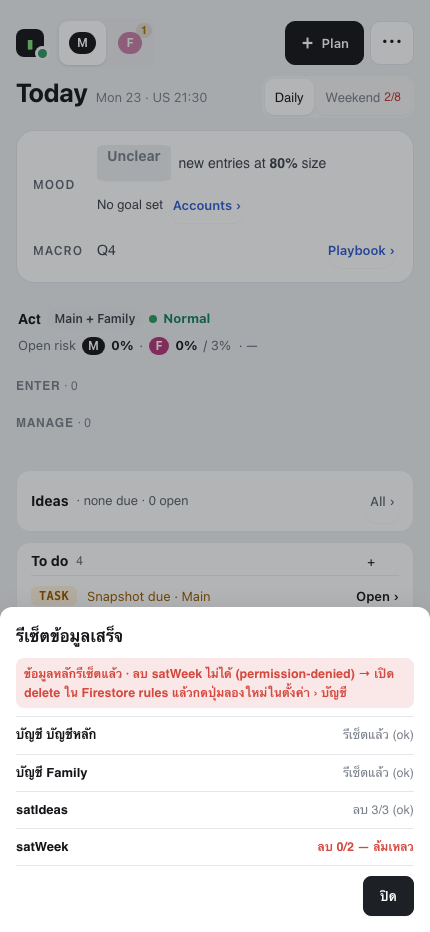 M F 1 + Plan •••
Today Mon 23 · US 21:30 Daily Weekend 2/8
Unclear new entries at 80% size
MOOD
No goal set Accounts ›
MACRO Q4 Playbook ›
Act Main + Family Normal
Open risk M 0% · F 0% / 3% · —
ENTER · 0
MANAGE · 0
Ideas · none due · 0 open All ›
To do 4 +
TASK Snapshot due · Main Open ›
รีเซ็ตข้อมูลเสร็จ
ข้อมูลหลักรีเซ็ตแล้ว · ลบ satWeek ไม่ได้ (permission-denied) → เปิด
delete ใน Firestore rules แล้วกดปุ่มลองใหม่ในตั้งค่า › บัญชี
บัญชี บัญชีหลัก รีเซ็ตแล้ว (ok)
บัญชี Family รีเซ็ตแล้ว (ok)
satIdeas ลบ 3/3 (ok)
satWeek ลบ 0/2 — ล้มเหลว
ปิด